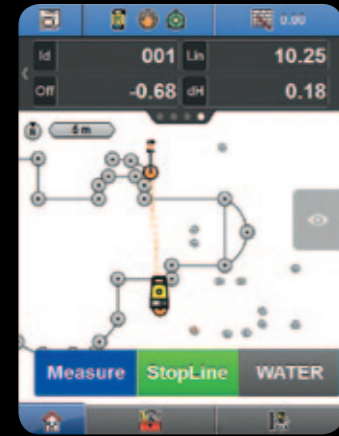 0.00
Id 001 Lin 10.25
Off -0.68 dH 0.18
5 m
Measure StopLine WATER